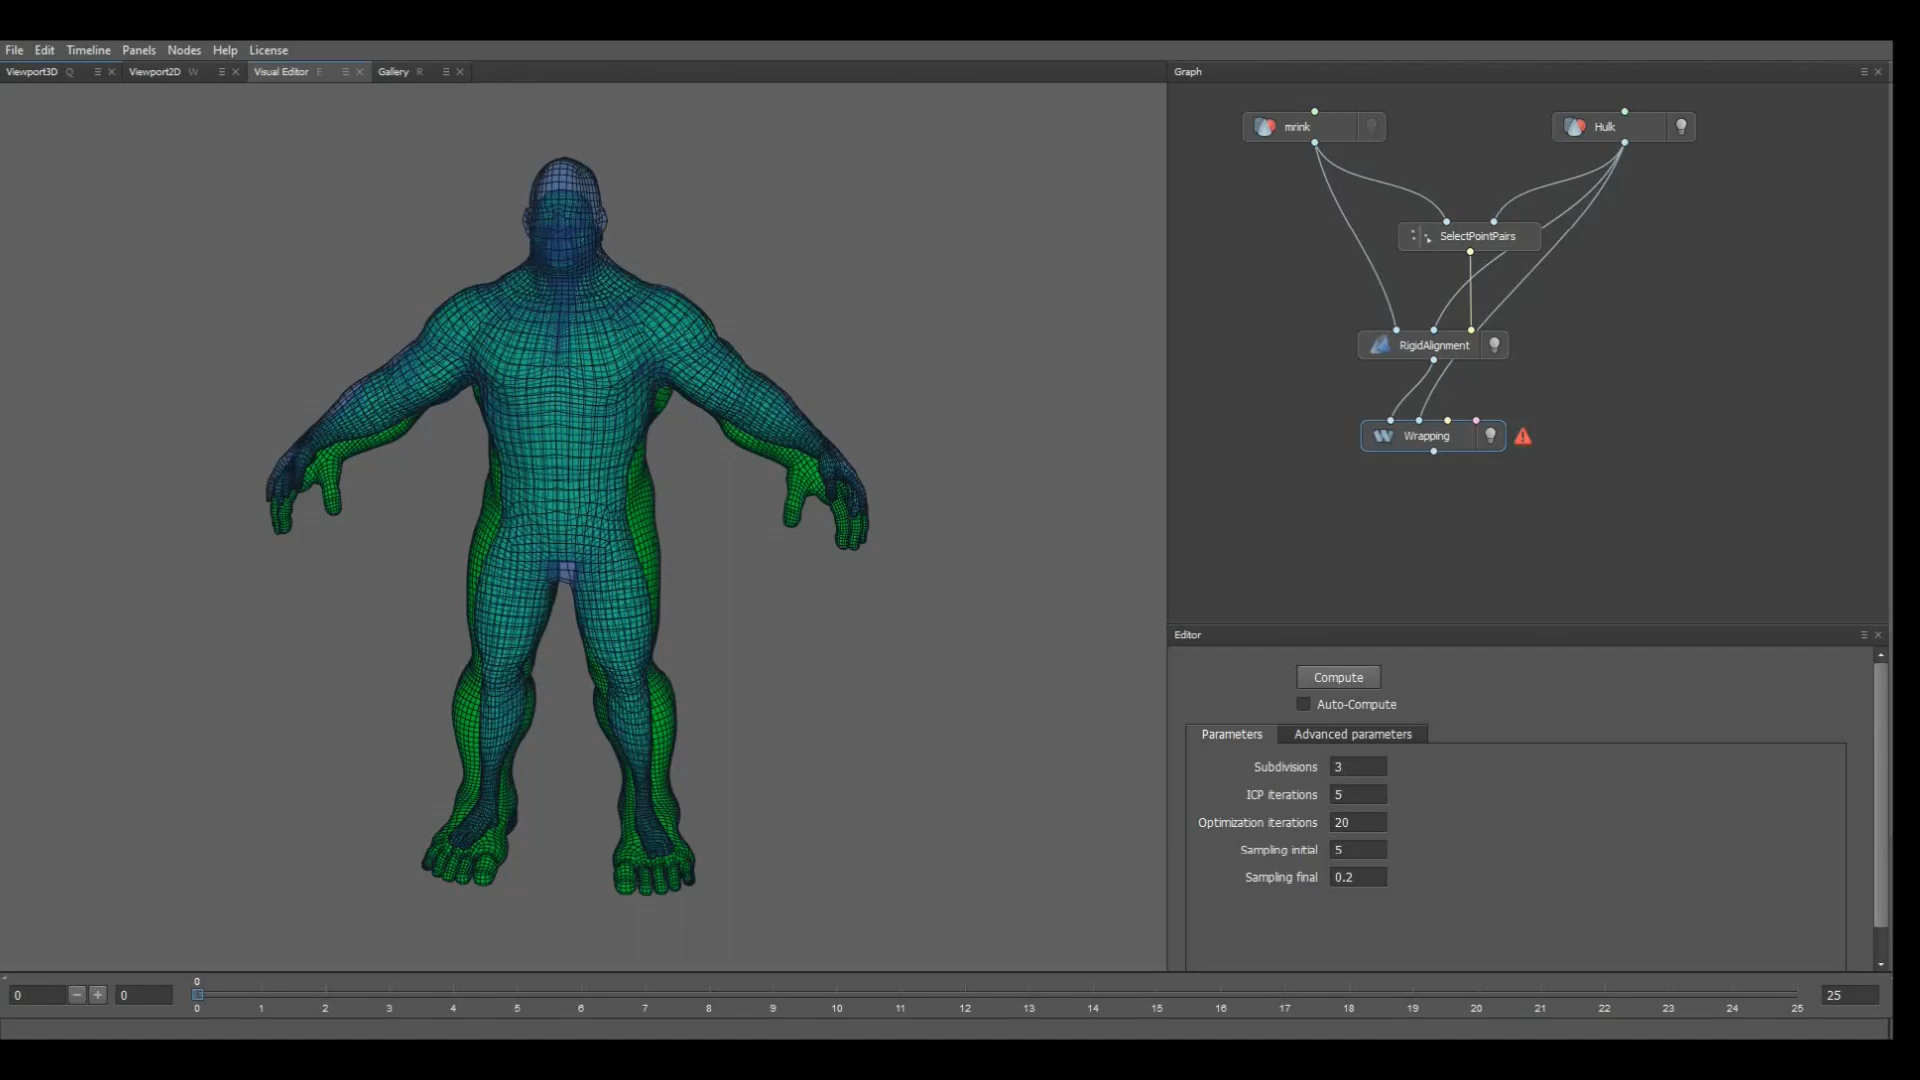 File Edit Timeline Panels Nodes Help License
Viewport3D Q Viewport2D W Visual Editor E Gallery R Graph
mrink Hulk
SelectPointPairs
RigidAlignment
Wrapping
Editor
Compute
Auto-Compute
Parameters Advanced parameters
Subdivisions 3
ICP iterations 5
Optimization iterations 20
Sampling initial 5
Sampling final 0.2
0
0 0 25
0 1 2 3 4 5 6 7 8 9 10 11 12 13 14 15 16 17 18 19 20 21 22 23 24 25